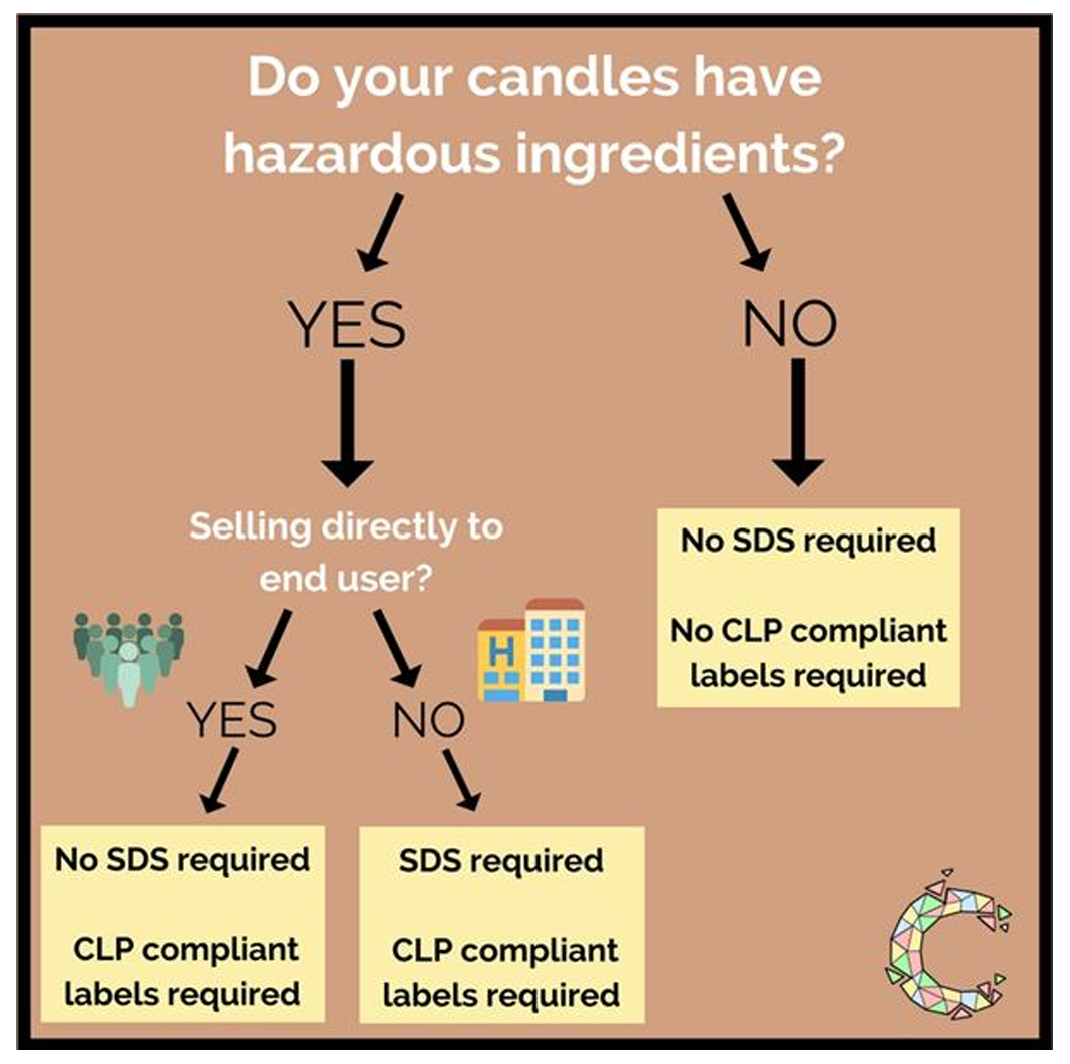 Do your candles have
hazardous ingredients?
YES
NO
Selling directly to
end user?
No SDS required
No CLP compliant
labels required
H
YES
NO
No SDS required
CLP compliant
labels required
SDS required
CLP compliant
labels required
C